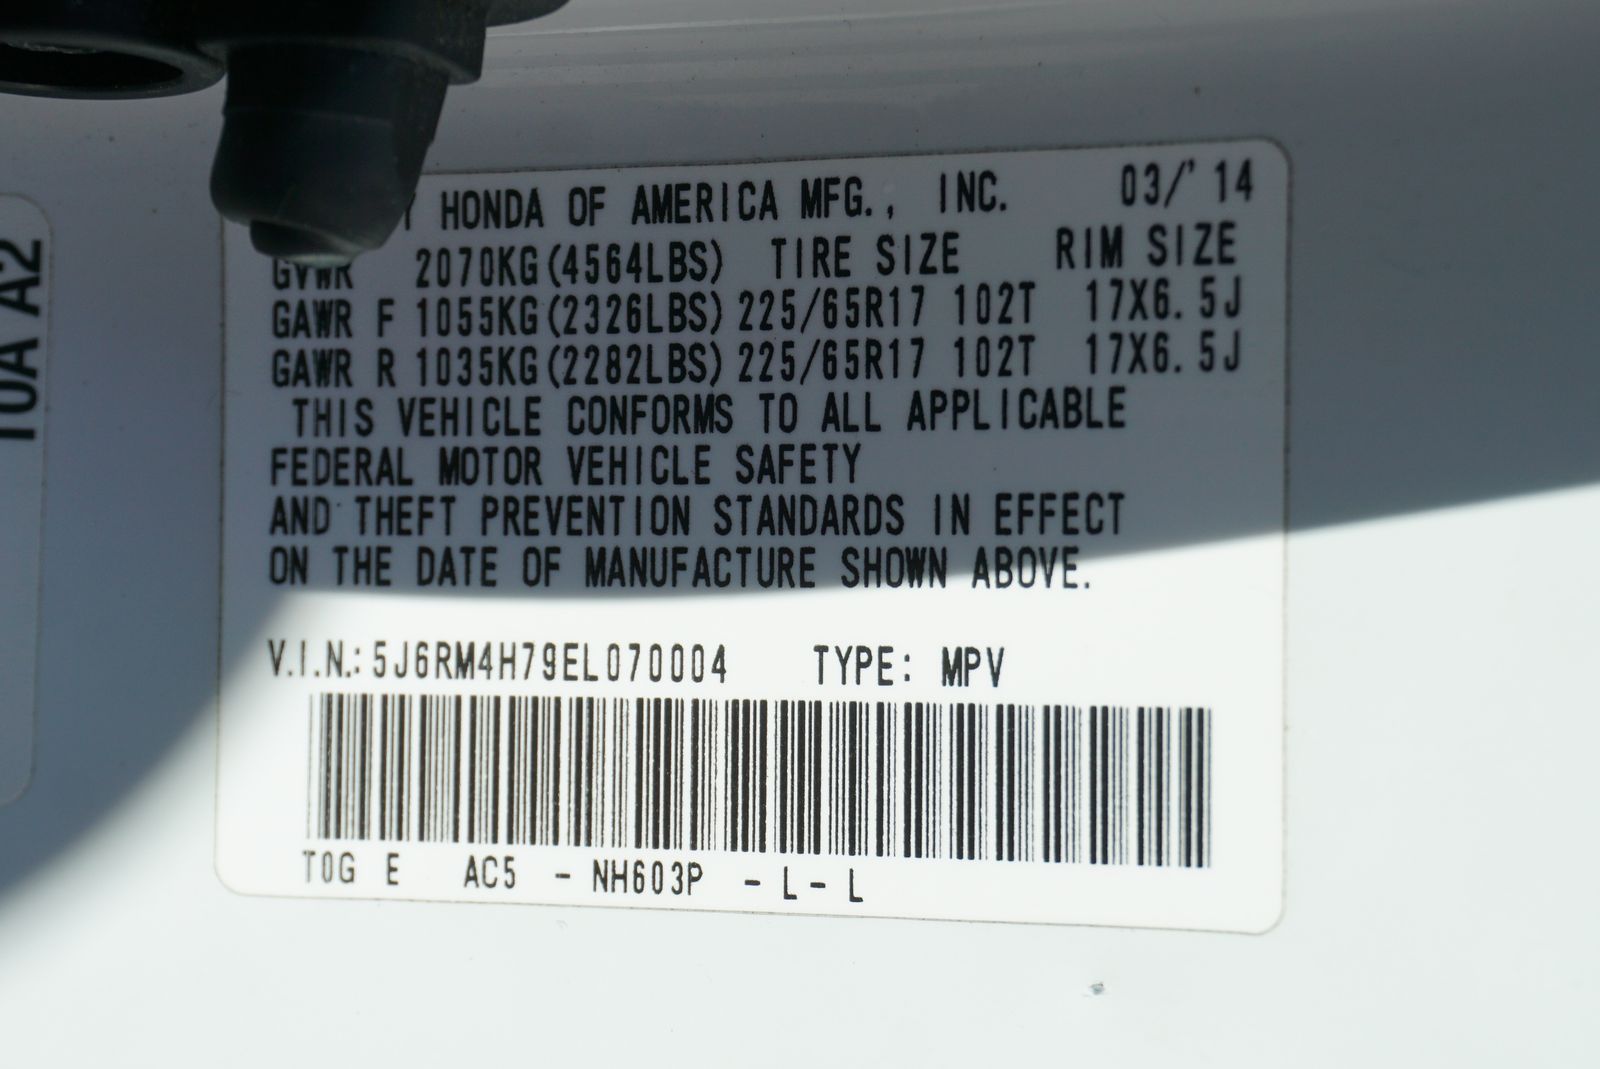 Y HONDA OF AMERICA MFG., INC. 03/'14
GVWR 2070KG(4564LBS) TIRE SIZE RIM SIZE
GAWR F 1055KG(2326LBS) 225/65R17 102T 17X6.5J
GAWR R 1035KG(2282LBS) 225/65R17 102T 17X6.5J
THIS VEHICLE CONFORMS TO ALL APPLICABLE
FEDERAL MOTOR VEHICLE SAFETY
AND THEFT PREVENTION STANDARDS IN EFFECT
ON THE DATE OF MANUFACTURE SHOWN ABOVE.
V.I.N.: 5J6RM4H79EL070004 TYPE: MPV
T0G E AC5 - NH603P - L - L
T0A A2